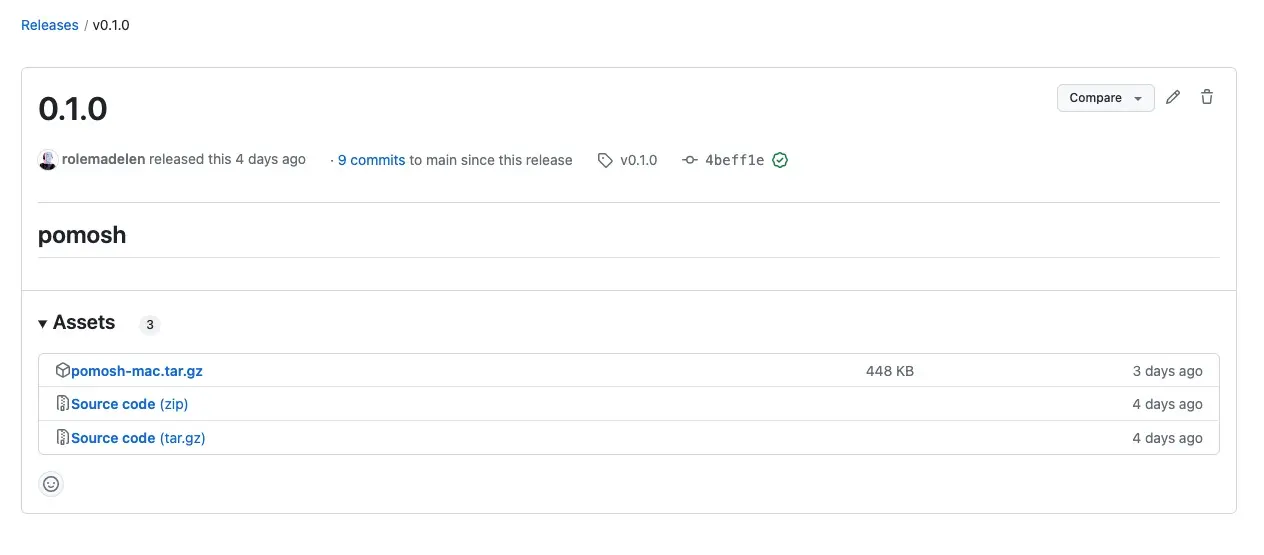 Releases / v0.1.0
0.1.0
Compare
rolemadelen released this 4 days ago · 9 commits to main since this release v0.1.0 4beff1e
pomosh
Assets 3
pomosh-mac.tar.gz 448 KB 3 days ago
Source code (zip) 4 days ago
Source code (tar.gz) 4 days ago